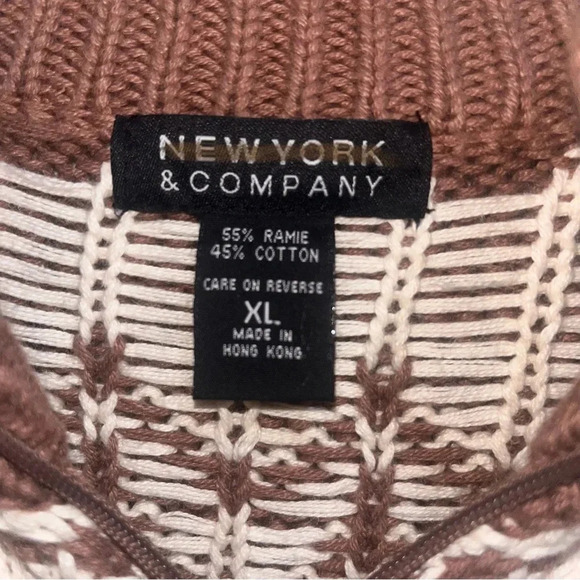 NEW YORK
& COMPANY
55% RAMIE
45% COTTON
CARE ON REVERSE
XL
MADE IN
HONG KONG